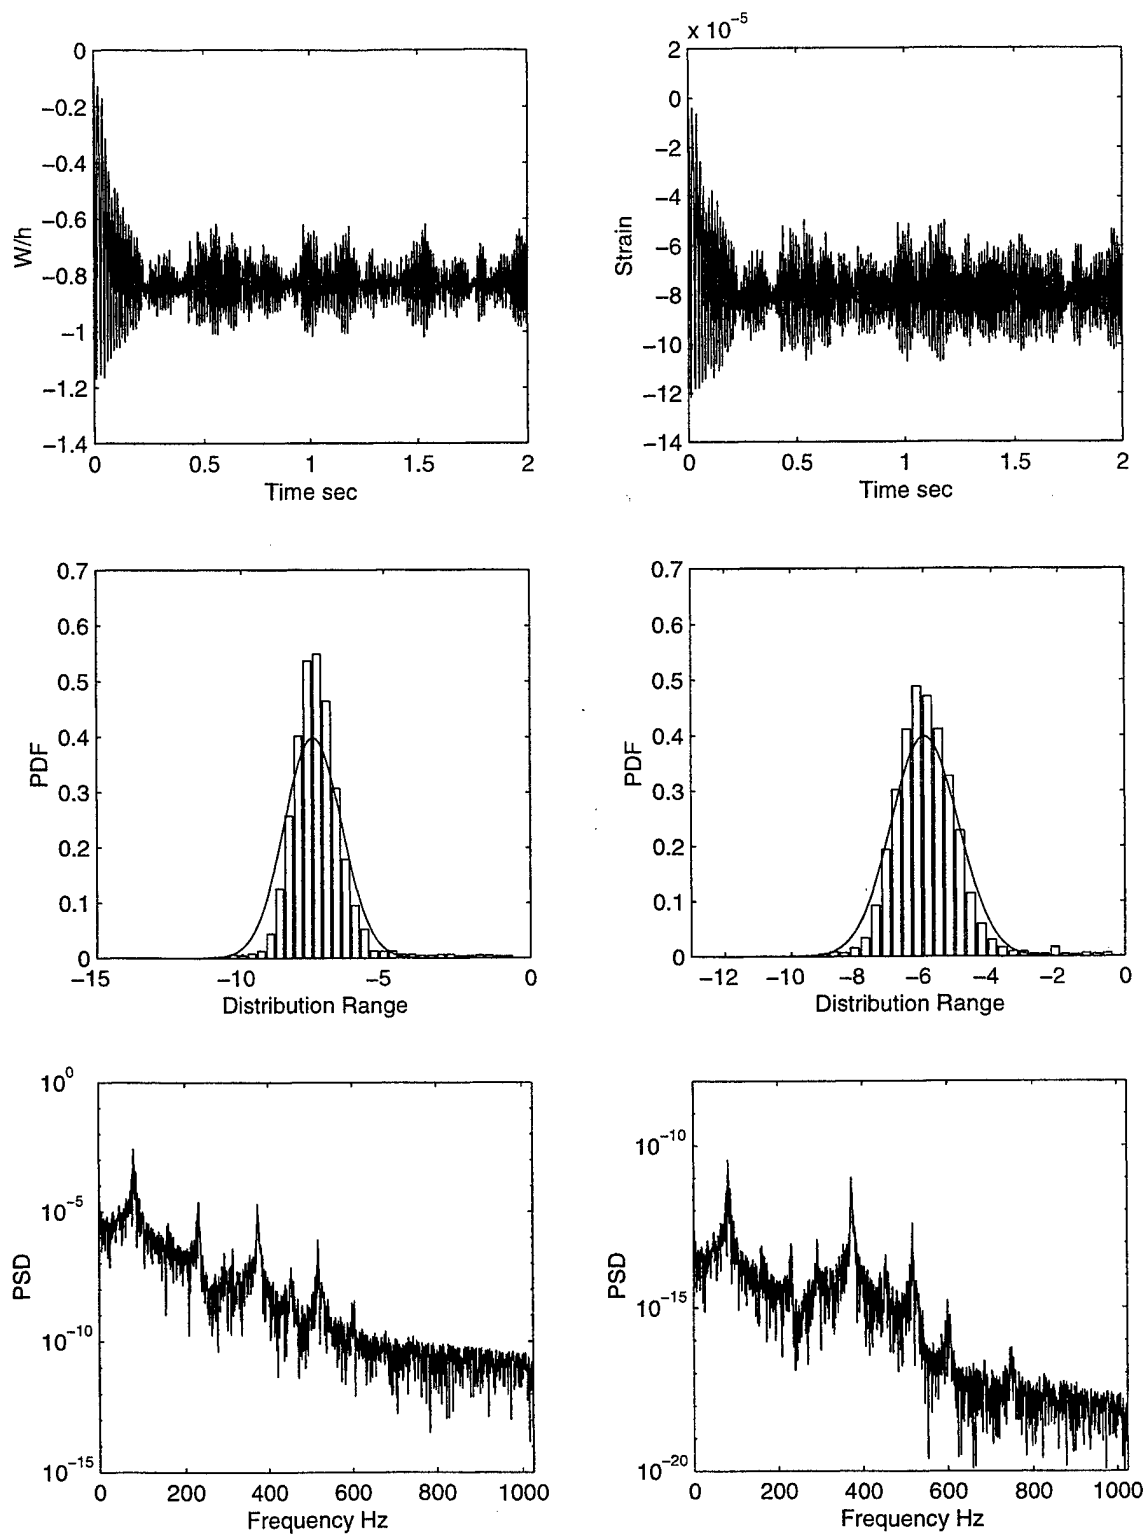 0
−0.2
−0.4
−0.6
−0.8
−1
−1.2
−1.4
W/h
0 0.5 1 1.5 2
Time sec
x 10−5
2
0
−2
−4
−6
−8
−10
−12
−14
Strain
0 0.5 1 1.5 2
Time sec
0.7
0.6
0.5
0.4
0.3
0.2
0.1
0
PDF
−15 −10 −5 0
Distribution Range
0.7
0.6
0.5
0.4
0.3
0.2
0.1
0
PDF
−12 −10 −8 −6 −4 −2 0
Distribution Range
10^0
10^−5
10^−10
10^−15
PSD
0 200 400 600 800 1000
Frequency Hz
10^−10
10^−15
10^−20
PSD
0 200 400 600 800 1000
Frequency Hz